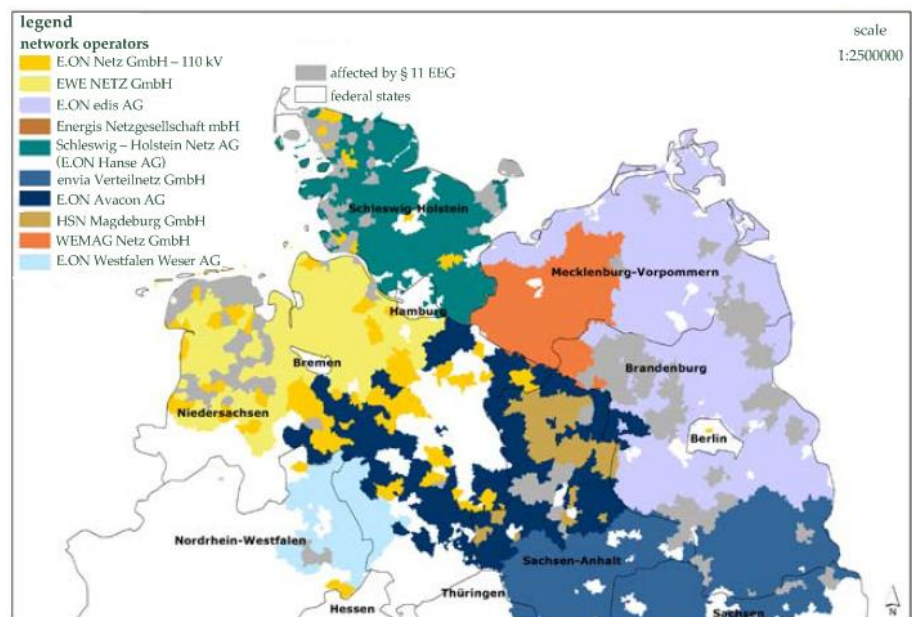 legend
network operators
E.ON Netz GmbH – 110 kV
EWE NETZ GmbH
E.ON edis AG
Energis Netzgesellschaft mbH
Schleswig – Holstein Netz AG
(E.ON Hanse AG)
envia Verteilnetz GmbH
E.ON Avacon AG
HSN Magdeburg GmbH
WEMAG Netz GmbH
E.ON Westfalen Weser AG
affected by § 11 EEG
federal states
scale
1:2500000
Schleswig-Holstein
Mecklenburg-Vorpommern
Hamburg
Bremen
Brandenburg
Niedersachsen
Berlin
Nordrhein-Westfalen
Sachsen-Anhalt
Thüringen
Hessen
Sachsen
N